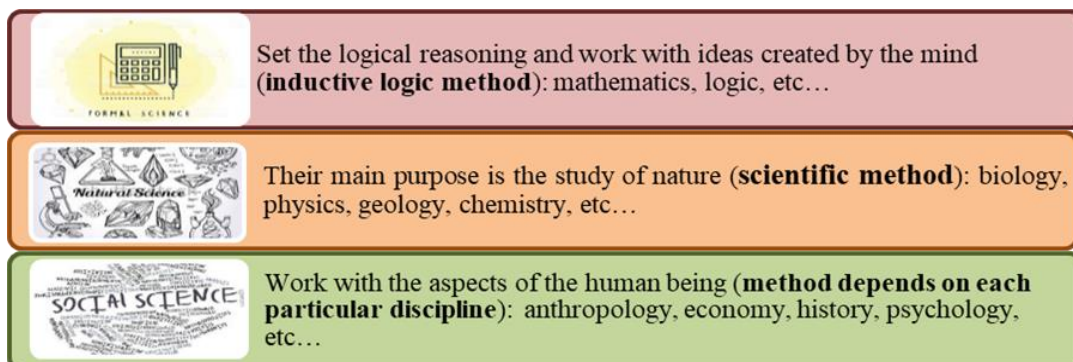 FORMAL SCIENCE
Set the logical reasoning and work with ideas created by the mind
(inductive logic method): mathematics, logic, etc…
Natural Science
Their main purpose is the study of nature (scientific method): biology,
physics, geology, chemistry, etc…
SOCIAL SCIENCE
Work with the aspects of the human being (method depends on each
particular discipline): anthropology, economy, history, psychology,
etc…